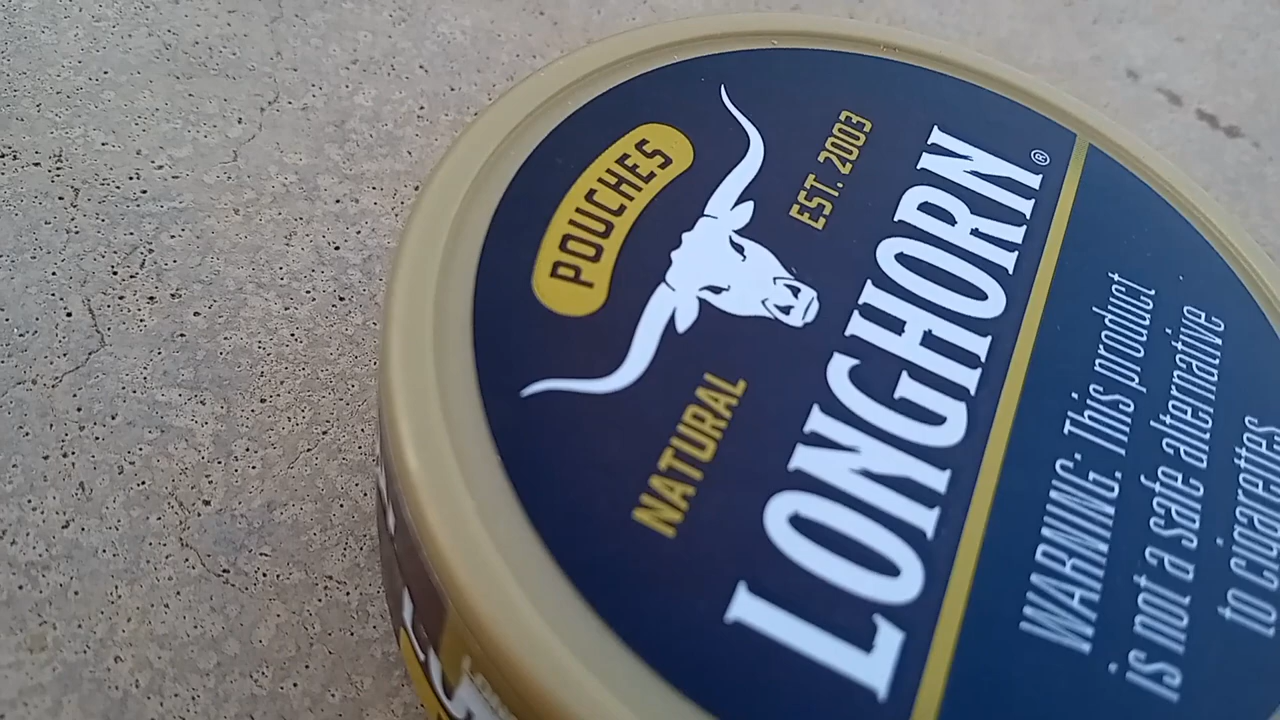 POUCHES
NATURAL
EST. 2003
LONGHORN®
WARNING: This product
is not a safe alternative
to cigarettes